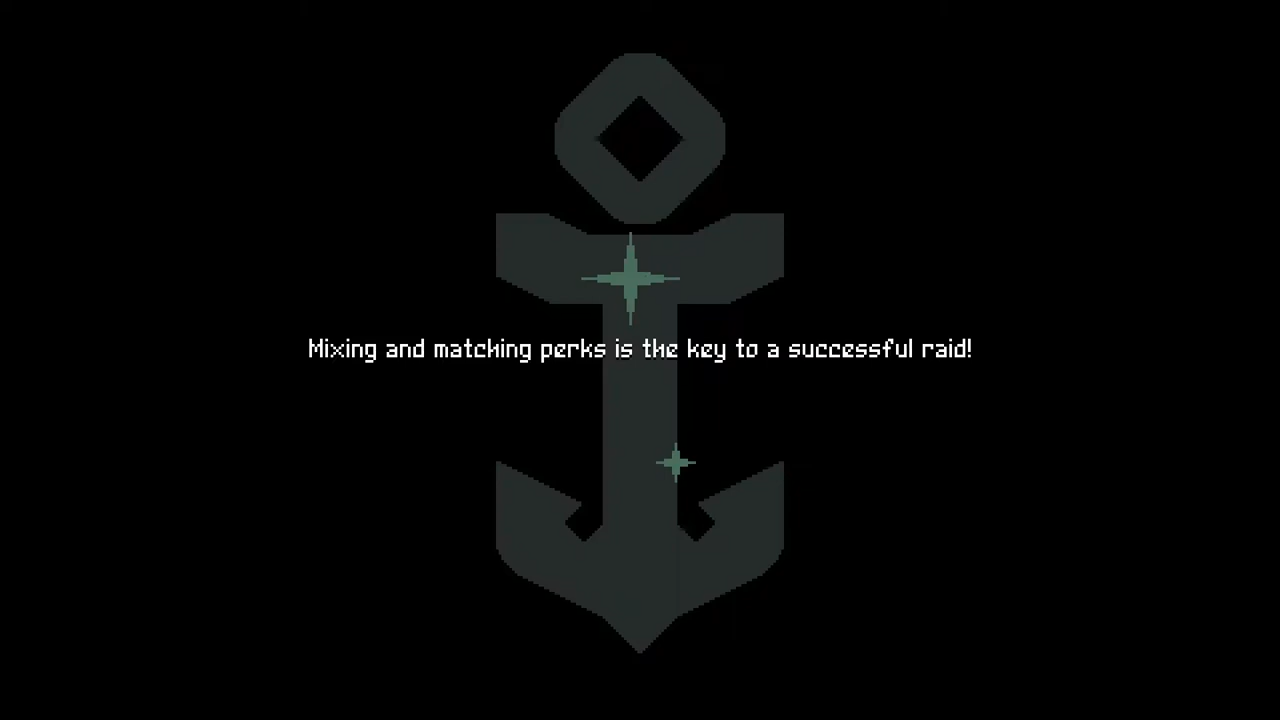 Mixing and matching perks is the key to a successful raid!